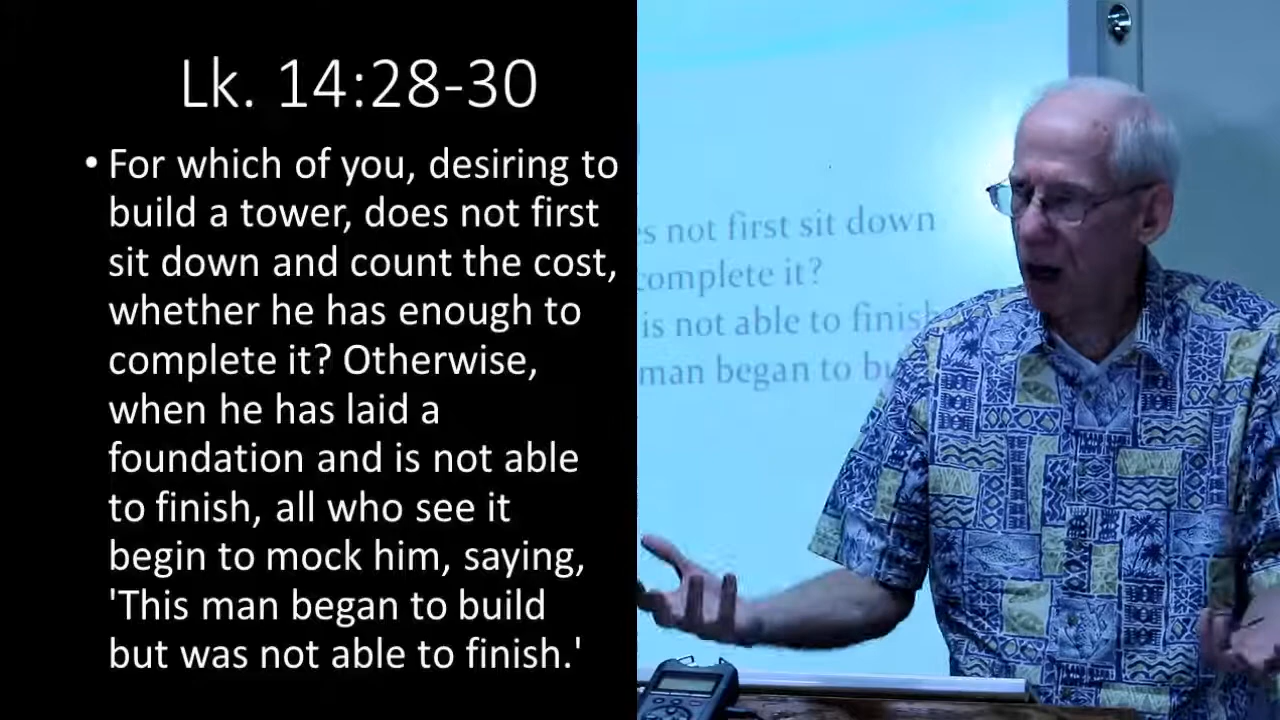 Lk. 14:28-30
• For which of you, desiring to
build a tower, does not first
sit down and count the cost,
whether he has enough to
complete it? Otherwise,
when he has laid a
foundation and is not able
to finish, all who see it
begin to mock him, saying,
'This man began to build
but was not able to finish.'
not first sit down
complete it?
is not able to finish
man began to